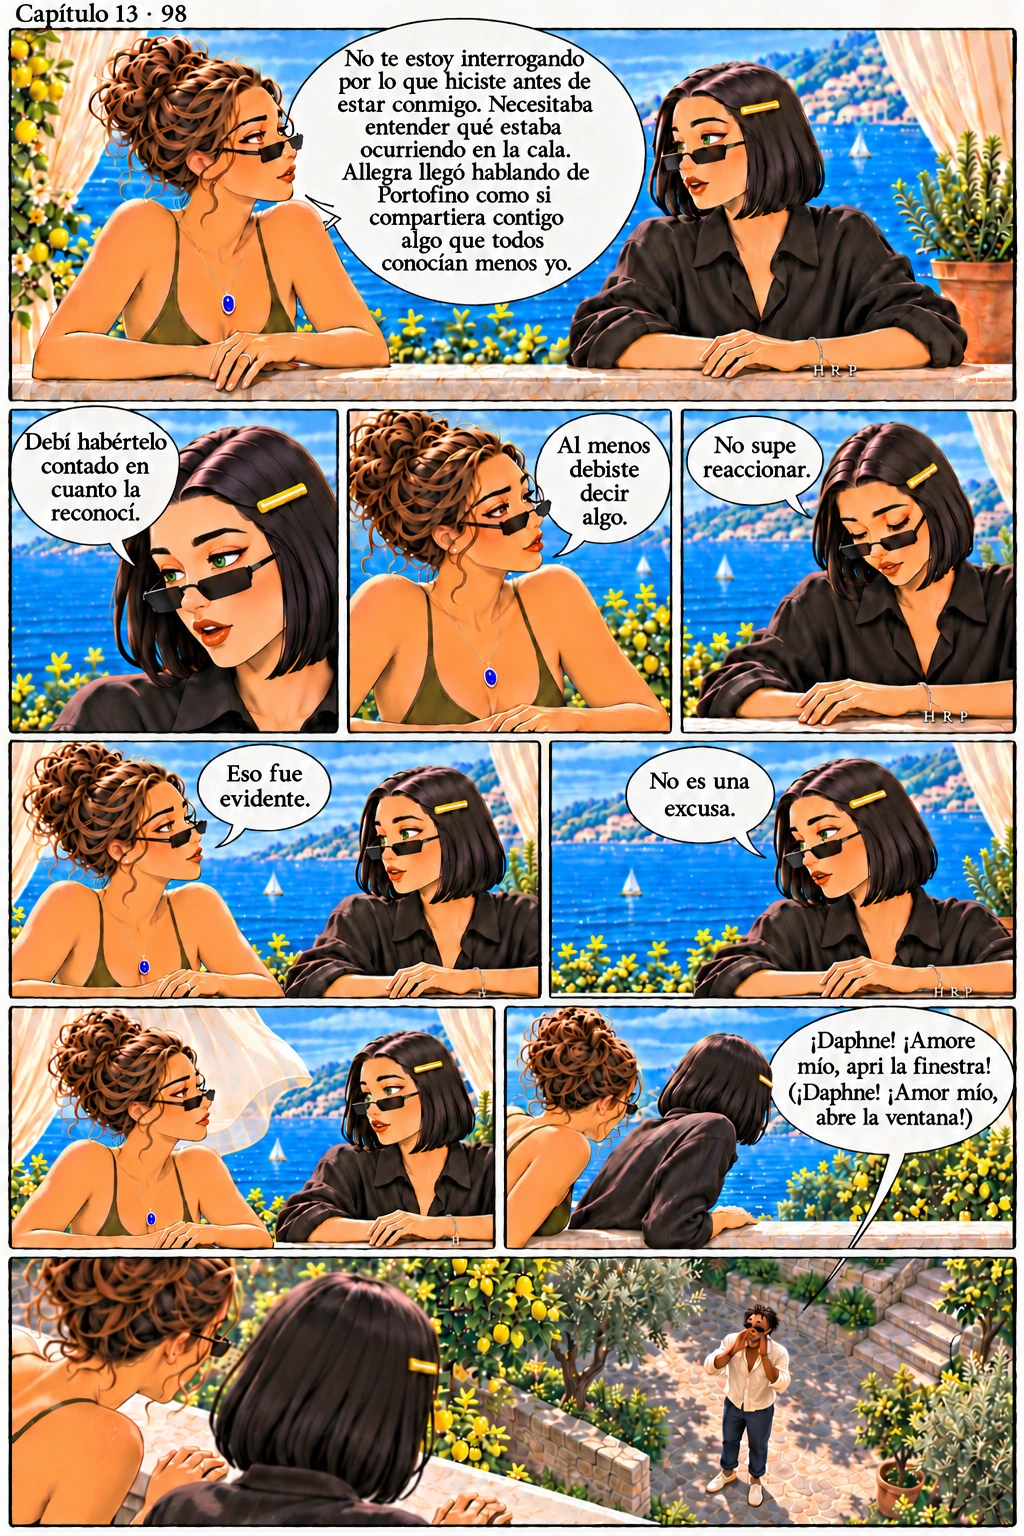 Capítulo 13 · 98
No te estoy interrogando
por lo que hiciste antes de
estar conmigo. Necesitaba
entender qué estaba
ocurriendo en la cala.
Allegra llegó hablando de
Portofino como si
compartiera contigo
algo que todos
conocían menos yo.
H R P
Debí habértelo
contado en
cuanto la
reconocí.
Al menos
debiste
decir
algo.
No supe
reaccionar.
H R P
Eso fue
evidente.
H
No es una
excusa.
H R P
H
¡Daphne! ¡Amore
mío, apri la finestra!
(¡Daphne! ¡Amor mío,
abre la ventana!)